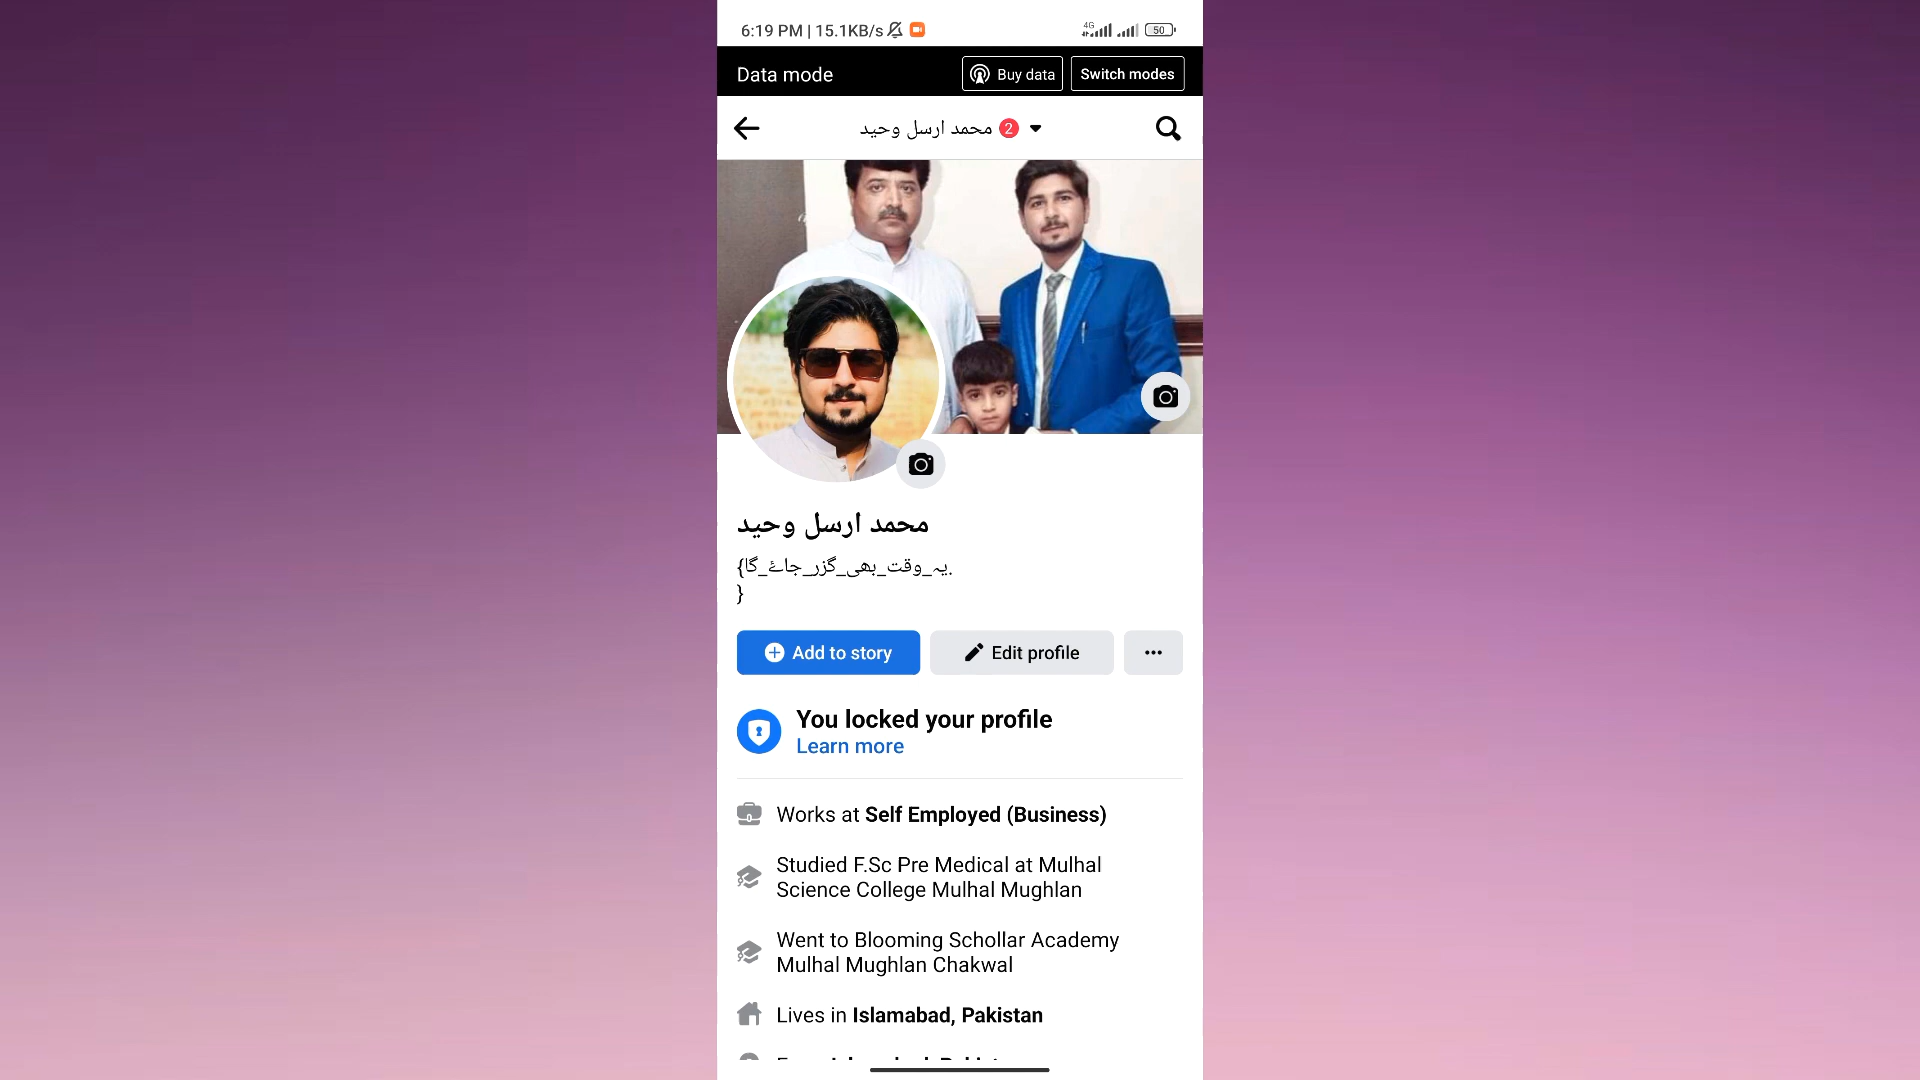 6:19 PM | 15.1KB/s
4G
50
Data mode
Buy data
Switch modes
محمد ارسل وحید 2
محمد ارسل وحید
{یہ_وقت_بھی_گزر_جاۓ_گا.
}
Add to story
Edit profile
You locked your profile
Learn more
Works at Self Employed (Business)
Studied F.Sc Pre Medical at Mulhal
Science College Mulhal Mughlan
Went to Blooming Schollar Academy
Mulhal Mughlan Chakwal
Lives in Islamabad, Pakistan